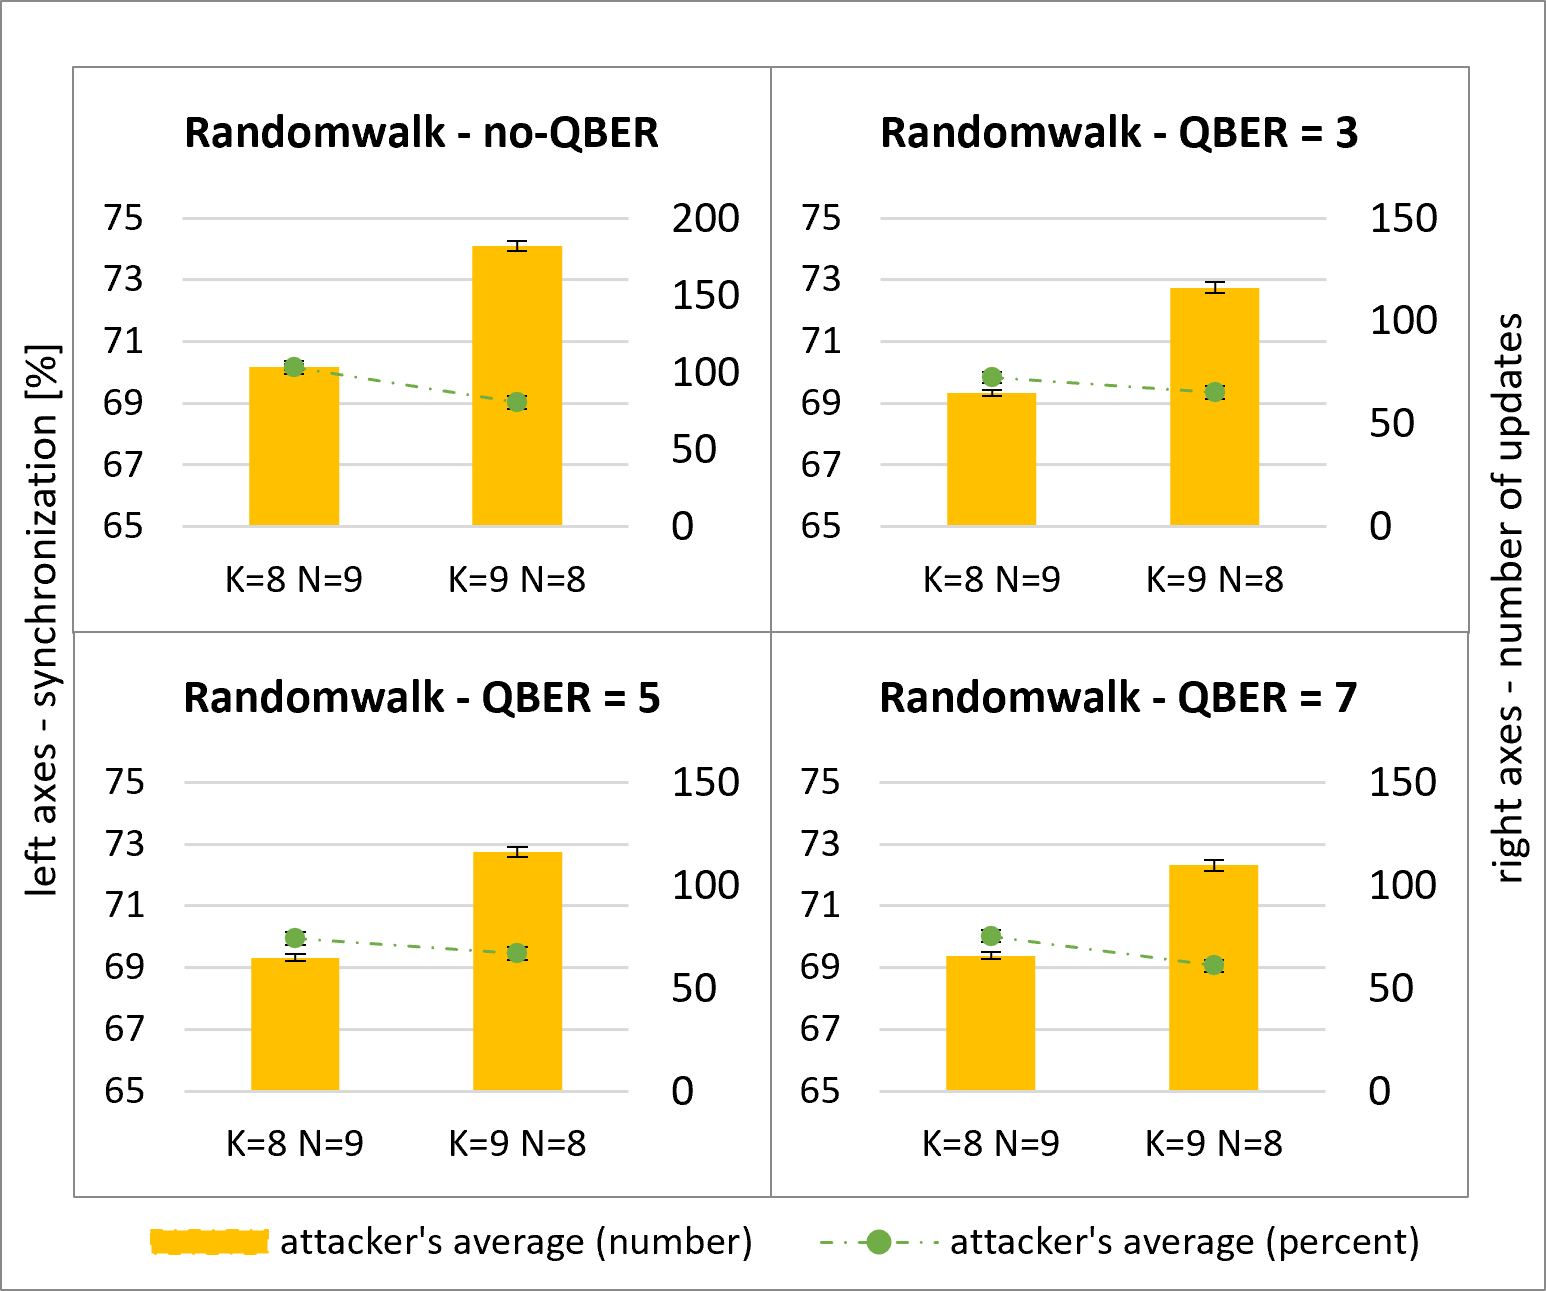 Randomwalk - no-QBER
75
73
71
69
67
65
200
150
100
50
0
K=8 N=9
K=9 N=8
Randomwalk - QBER = 3
75
73
71
69
67
65
150
100
50
0
K=8 N=9
K=9 N=8
Randomwalk - QBER = 5
75
73
71
69
67
65
150
100
50
0
K=8 N=9
K=9 N=8
Randomwalk - QBER = 7
75
73
71
69
67
65
150
100
50
0
K=8 N=9
K=9 N=8
left axes - synchronization [%]
right axes - number of updates
attacker's average (number)
attacker's average (percent)